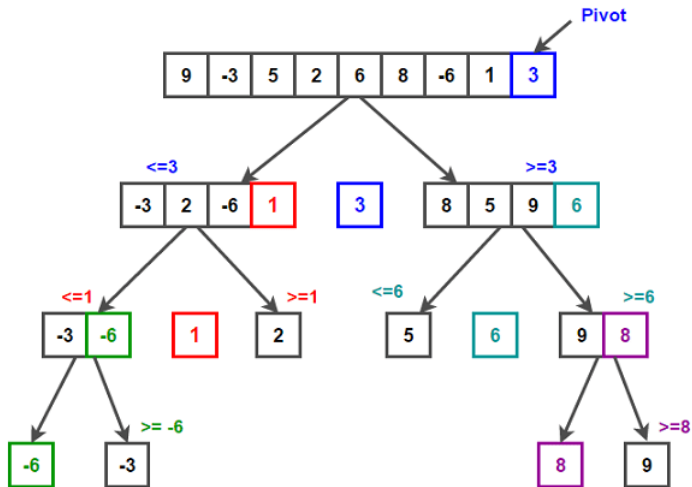 Pivot
9 -3 5 2 6 8 -6 1 3
<=3 >=3
-3 2 -6 1 3 8 5 9 6
<=1 >=1 <=6 >=6
-3 -6 1 2 5 6 9 8
>= -6 >=8
-6 -3 8 9